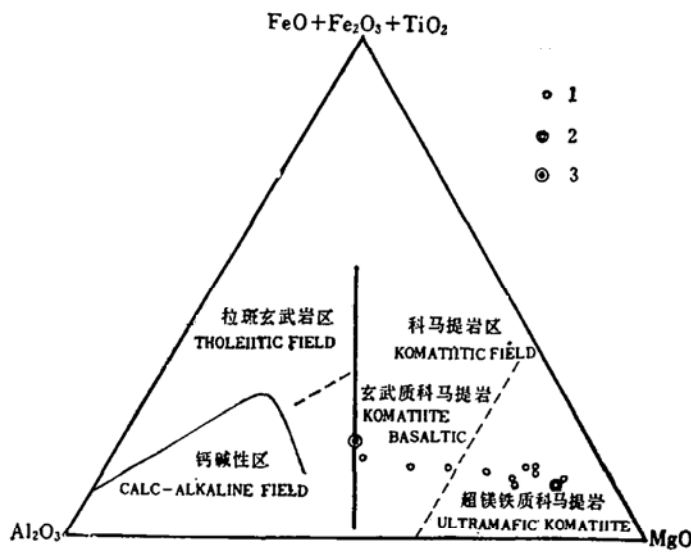 FeO+Fe₂O₃+TiO₂
1
2
3
拉斑玄武岩区
THOLEIITIC FIELD
科马提岩区
KOMATIITIC FIELD
玄武质科马提岩
KOMATIITE
BASALTIC
钙碱性区
CALC-ALKALINE FIELD
超镁铁质科马提岩
ULTRAMAFIC KOMATIITE
Al₂O₃
MgO